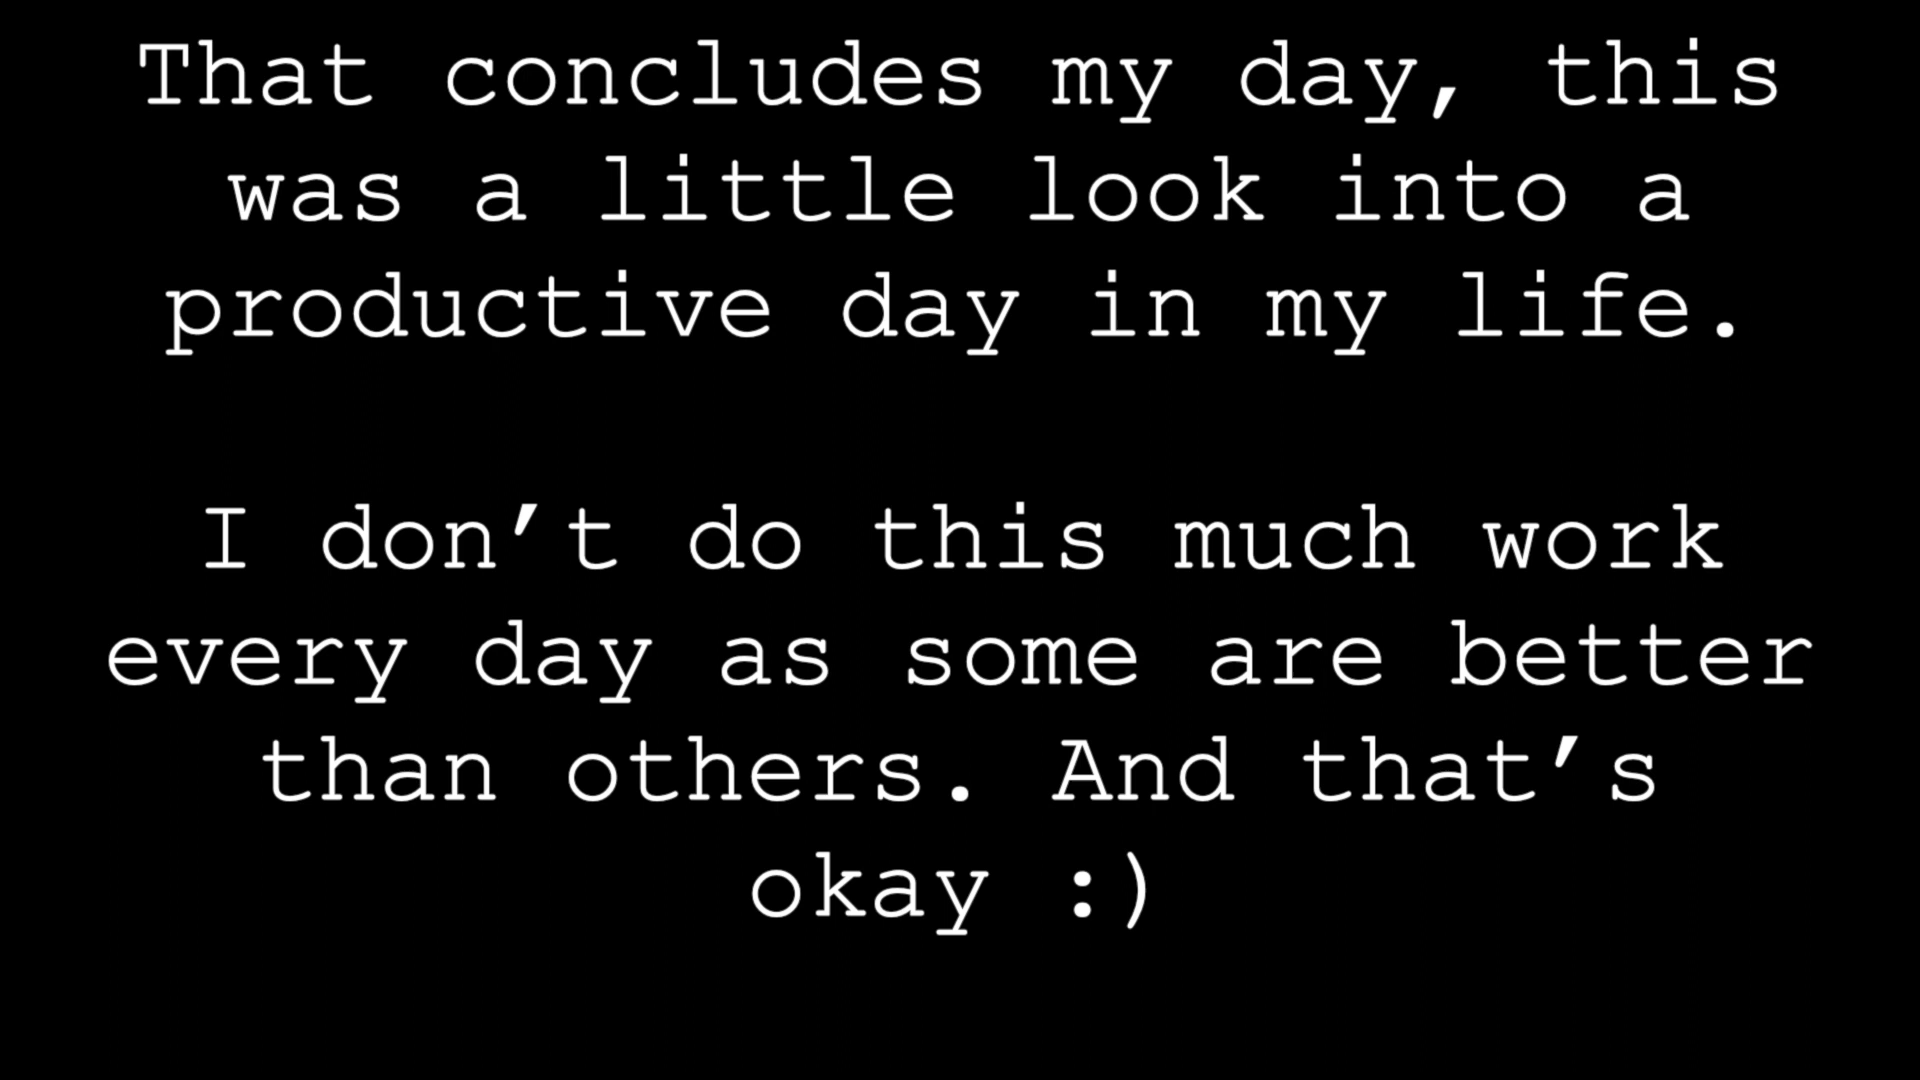 That concludes my day, this
was a little look into a
productive day in my life.
I don’t do this much work
every day as some are better
than others. And that’s
okay :)